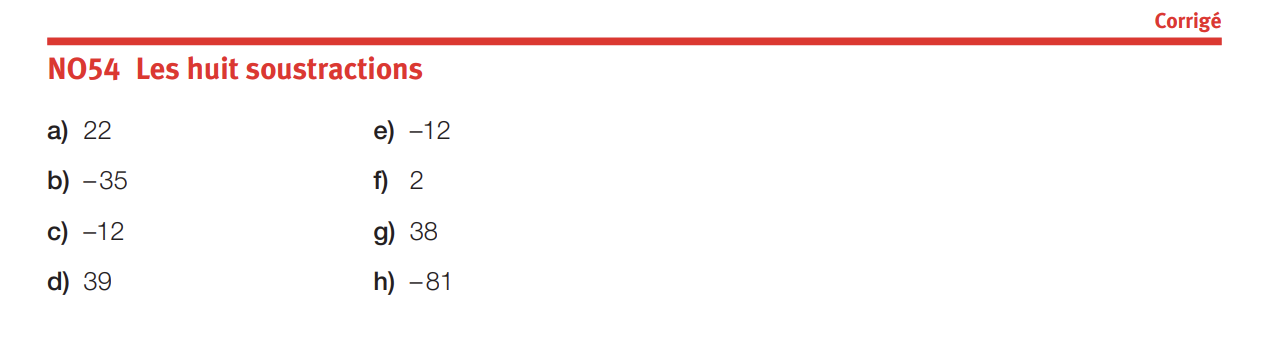 Corrigé
NO54 Les huit soustractions
a) 22
b) –35
c) –12
d) 39
e) –12
f) 2
g) 38
h) –81